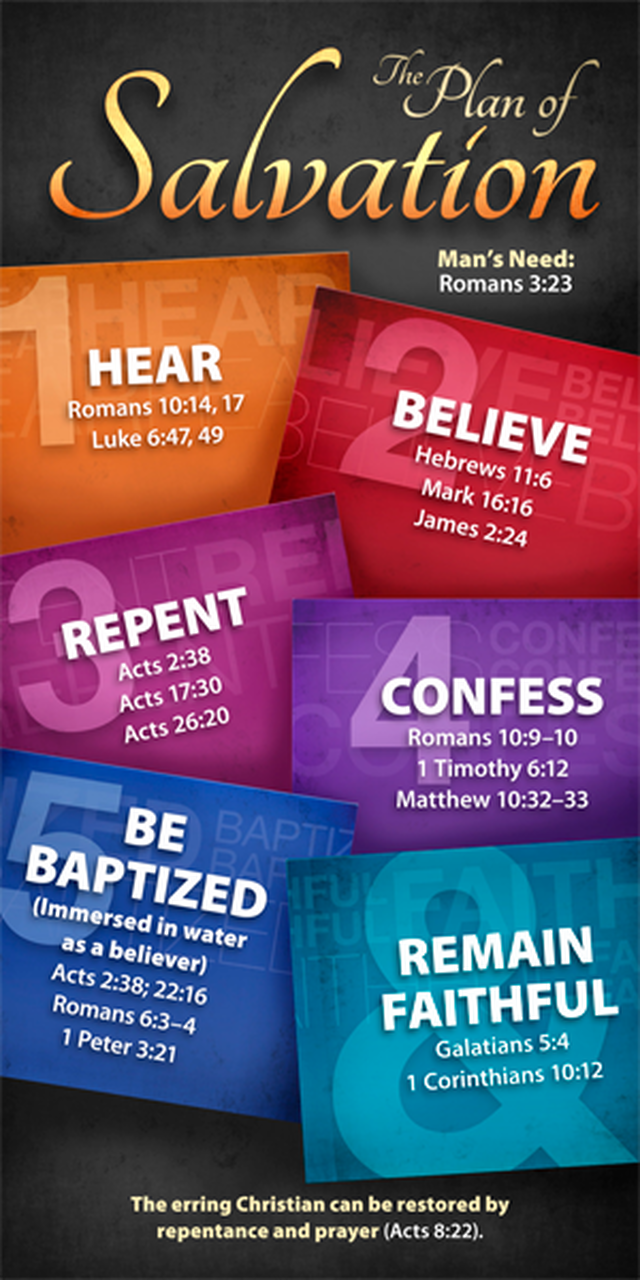 The Plan of
Salvation
Man's Need:
Romans 3:23
1
HEAR
Romans 10:14, 17
Luke 6:47, 49
2
BELIEVE
Hebrews 11:6
Mark 16:16
James 2:24
3
REPENT
Acts 2:38
Acts 17:30
Acts 26:20
4
CONFESS
Romans 10:9–10
1 Timothy 6:12
Matthew 10:32–33
5
BE
BAPTIZED
(Immersed in water
as a believer)
Acts 2:38; 22:16
Romans 6:3–4
1 Peter 3:21
&
REMAIN
FAITHFUL
Galatians 5:4
1 Corinthians 10:12
The erring Christian can be restored by
repentance and prayer (Acts 8:22).